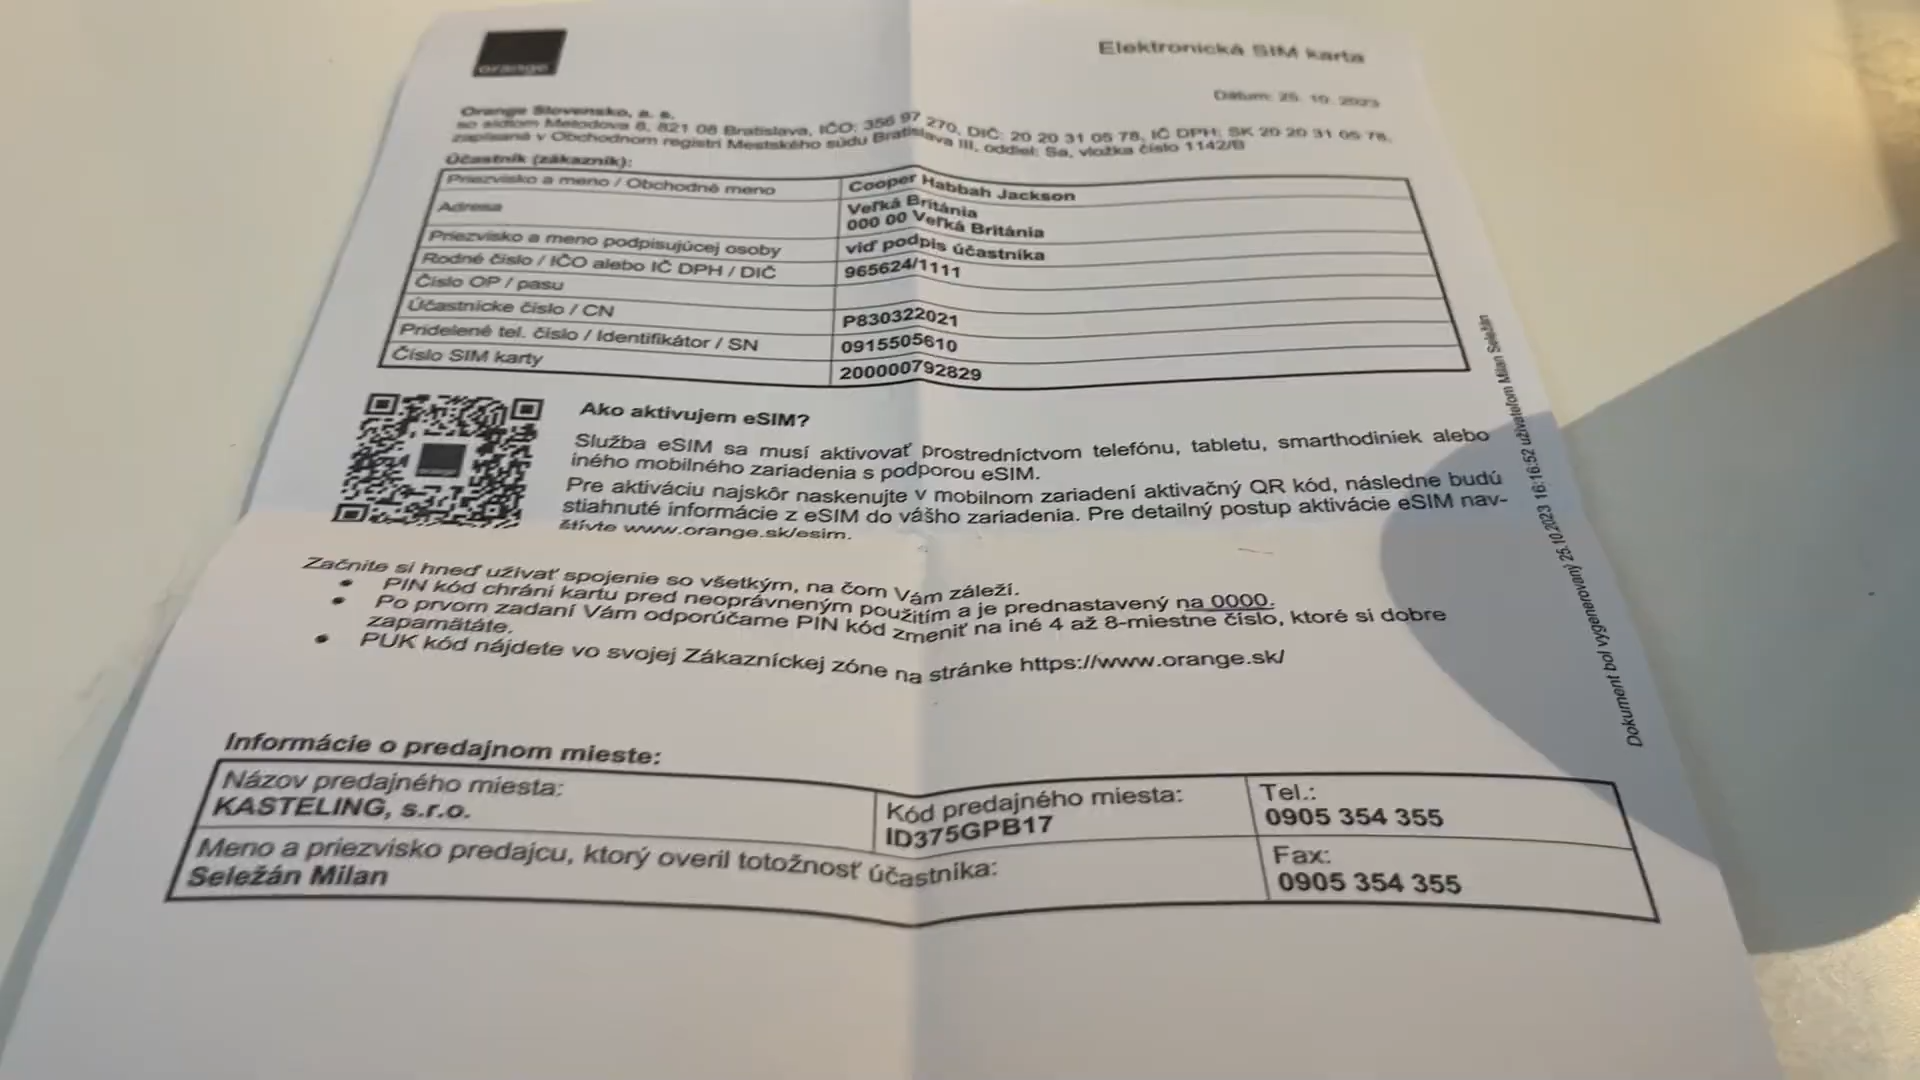 orange
Elektronická SIM karta
Dátum: 25. 10. 2023
Orange Slovensko, a. s.
so sídlom Metodova 8, 821 08 Bratislava, IČO: 356 97 270, DIČ: 20 20 31 05 78, IČ DPH: SK 20 20 31 05 78,
zapísaná v Obchodnom registri Mestského súdu Bratislava III, oddiel: Sa, vložka číslo 1142/B
Účastník (zákazník):
Priezvisko a meno / Obchodné meno Cooper Habbah Jackson
Adresa Veľká Británia
000 00 Veľká Británia
Priezvisko a meno podpisujúcej osoby viď podpis účastníka
Rodné číslo / IČO alebo IČ DPH / DIČ 965624/1111
Číslo OP / pasu
Účastnícke číslo / CN P830322021
Pridelené tel. číslo / Identifikátor / SN 0915505610
Číslo SIM karty 200000792829
Ako aktivujem eSIM?
Služba eSIM sa musí aktivovať prostredníctvom telefónu, tabletu, smarthodiniek alebo
iného mobilného zariadenia s podporou eSIM.
Pre aktiváciu najskôr naskenujte v mobilnom zariadení aktivačný QR kód, následne budú
stiahnuté informácie z eSIM do vášho zariadenia. Pre detailný postup aktivácie eSIM nav-
štívte www.orange.sk/esim.
Začnite si hneď užívať spojenie so všetkým, na čom Vám záleží.
• PIN kód chráni kartu pred neoprávneným použitím a je prednastavený na 0000.
• Po prvom zadaní Vám odporúčame PIN kód zmeniť na iné 4 až 8-miestne číslo, ktoré si dobre
zapamätáte.
• PUK kód nájdete vo svojej Zákazníckej zóne na stránke https://www.orange.sk/
Dokument bol vygenerovaný 25.10.2023 16:16:52 užívateľom Milan Seležán
Informácie o predajnom mieste:
Názov predajného miesta:
KASTELING, s.r.o.
Kód predajného miesta:
ID375GPB17
Tel.:
0905 354 355
Meno a priezvisko predajcu, ktorý overil totožnosť účastníka:
Seležán Milan
Fax:
0905 354 355